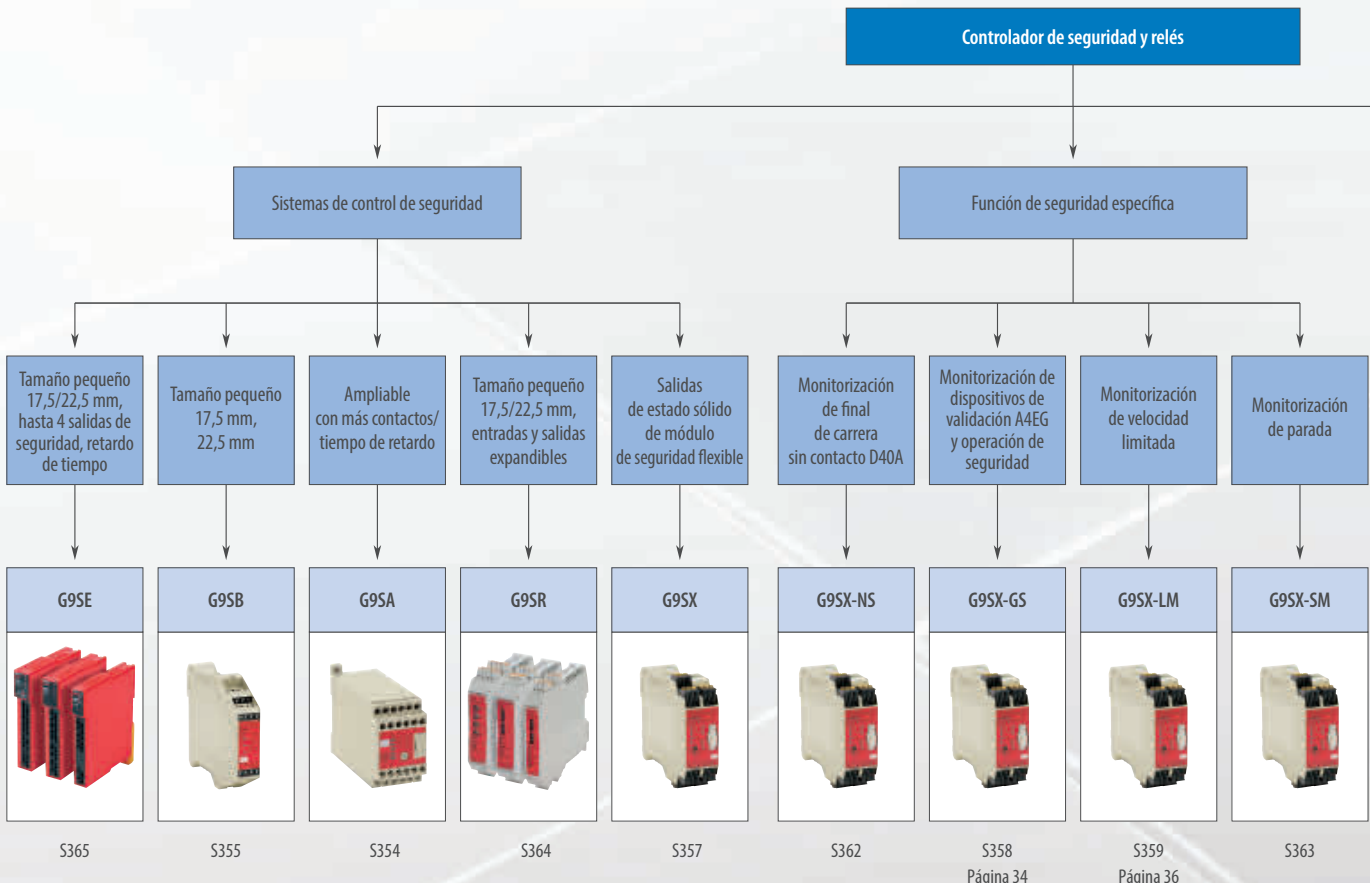 Controlador de seguridad y relés
Sistemas de control de seguridad
Función de seguridad específica
Tamaño pequeño
17,5/22,5 mm,
hasta 4 salidas de
seguridad, retardo
de tiempo
Tamaño pequeño
17,5 mm,
22,5 mm
Ampliable
con más contactos/
tiempo de retardo
Tamaño pequeño
17,5/22,5 mm,
entradas y salidas
expandibles
Salidas
de estado sólido
de módulo
de seguridad flexible
Monitorización
de final
de carrera
sin contacto D40A
Monitorización de
dispositivos de
validación A4EG
y operación de
seguridad
Monitorización
de velocidad
limitada
Monitorización
de parada
G9SE
G9SB
G9SA
G9SR
G9SX
G9SX-NS
G9SX-GS
G9SX-LM
G9SX-SM
S365
S355
S354
S364
S357
S362
S358
Página 34
S359
Página 36
S363